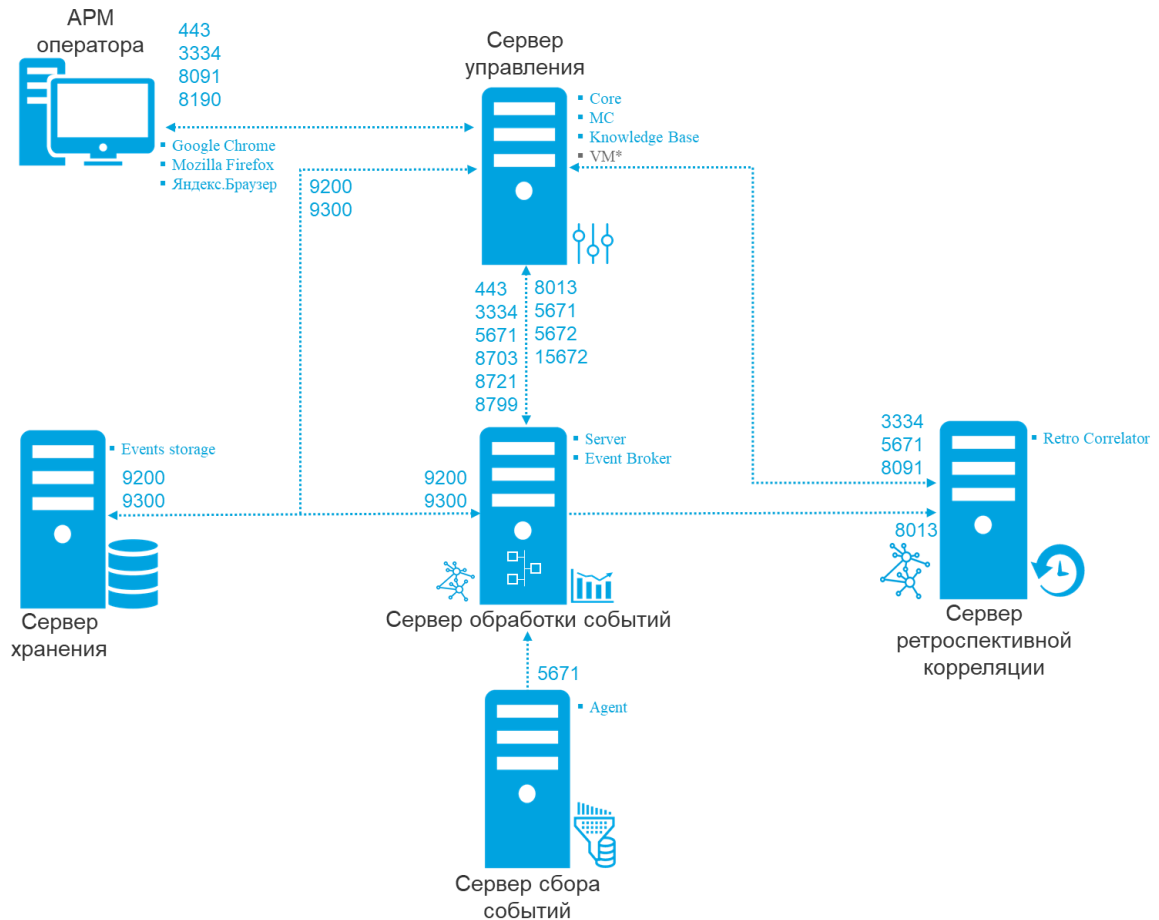 АРМ
оператора
443
3334
8091
8190
Google Chrome
Mozilla Firefox
Яндекс.Браузер
Сервер
управления
Core
MC
Knowledge Base
VM*
9200
9300
443
3334
5671
8703
8721
8799
8013
5671
5672
15672
Events storage
9200
9300
Сервер
хранения
9200
9300
Server
Event Broker
Сервер обработки событий
3334
5671
8091
Retro Correlator
8013
Сервер
ретроспективной
корреляции
5671
Agent
Сервер сбора
событий